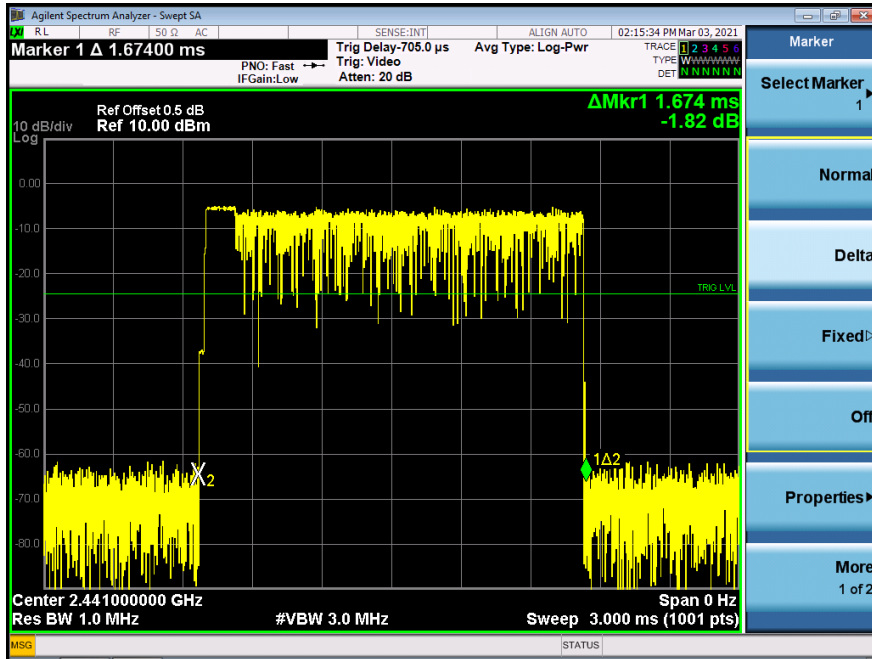 Agilent Spectrum Analyzer - Swept SA
LXI RL RF 50 Ω AC SENSE:INT ALIGN AUTO 02:15:34 PM Mar 03, 2021
Marker 1 Δ 1.67400 ms
PNO: Fast
IFGain:Low
Trig Delay-705.0 µs
Trig: Video
Atten: 20 dB
Avg Type: Log-Pwr
TRACE 1 2 3 4 5 6
TYPE WWWWWW
DET N N N N N N
ΔMkr1 1.674 ms
-1.82 dB
Ref Offset 0.5 dB
10 dB/div Ref 10.00 dBm
Log
0.00
-10.0
-20.0
TRIG LVL
-30.0
-40.0
-50.0
-60.0
1Δ2
2
-70.0
-80.0
Center 2.441000000 GHz Span 0 Hz
Res BW 1.0 MHz #VBW 3.0 MHz Sweep 3.000 ms (1001 pts)
MSG STATUS
Marker
Select Marker
1
Norma
Delta
Fixed
Off
Properties
More
1 of 2